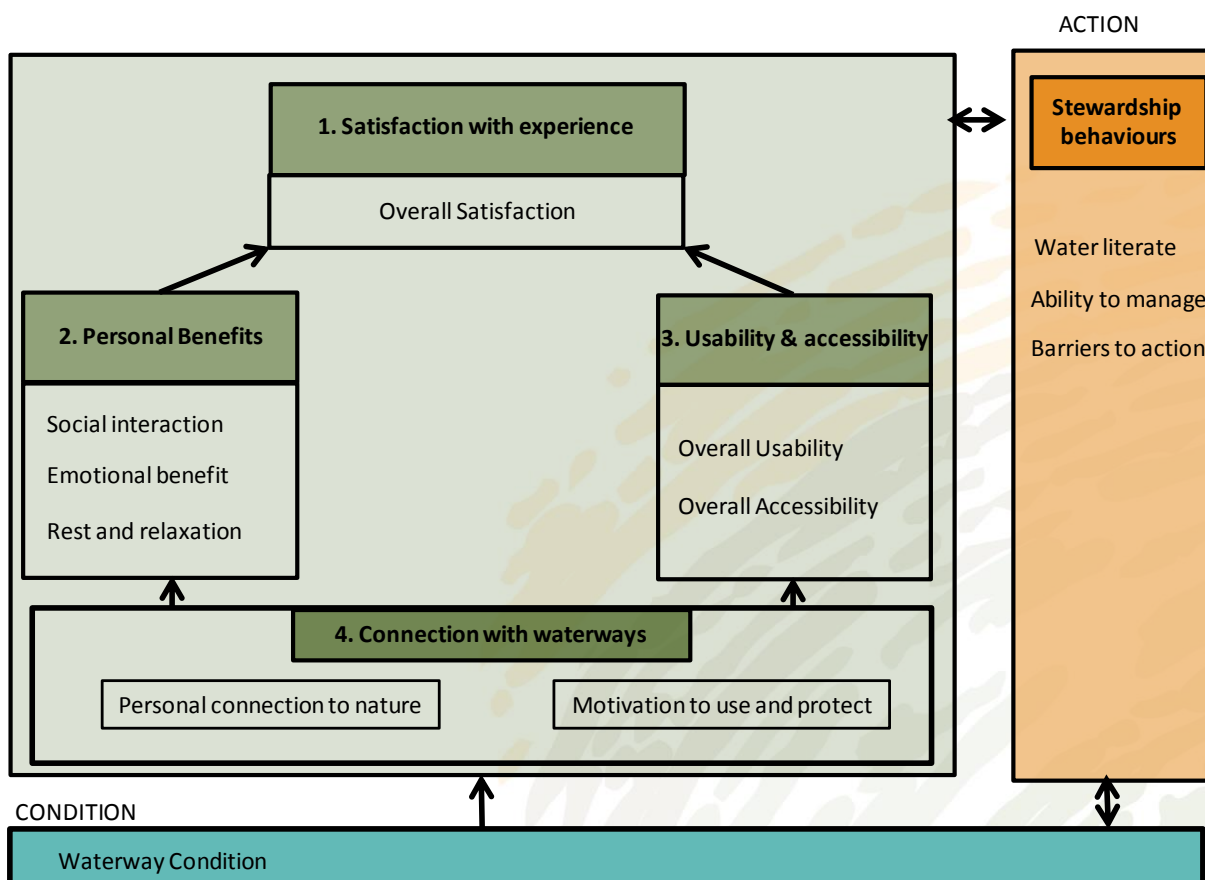 ACTION
1. Satisfaction with experience
Overall Satisfaction
2. Personal Benefits
Social interaction
Emotional benefit
Rest and relaxation
3. Usability & accessibility
Overall Usability
Overall Accessibility
4. Connection with waterways
Personal connection to nature
Motivation to use and protect
Stewardship
behaviours
Water literate
Ability to manage
Barriers to action
CONDITION
Waterway Condition